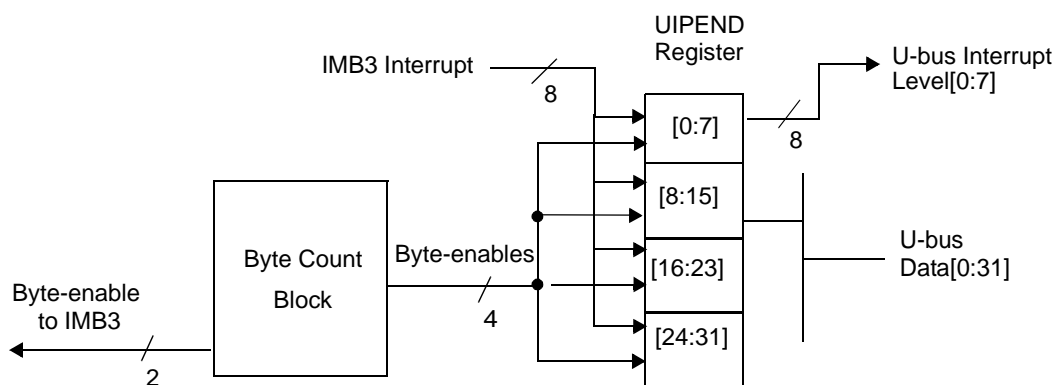 UIPEND
Register
IMB3 Interrupt
8
U-bus Interrupt
Level[0:7]
8
[0:7]
[8:15]
[16:23]
[24:31]
Byte Count
Block
Byte-enables
4
Byte-enable
to IMB3
2
U-bus
Data[0:31]